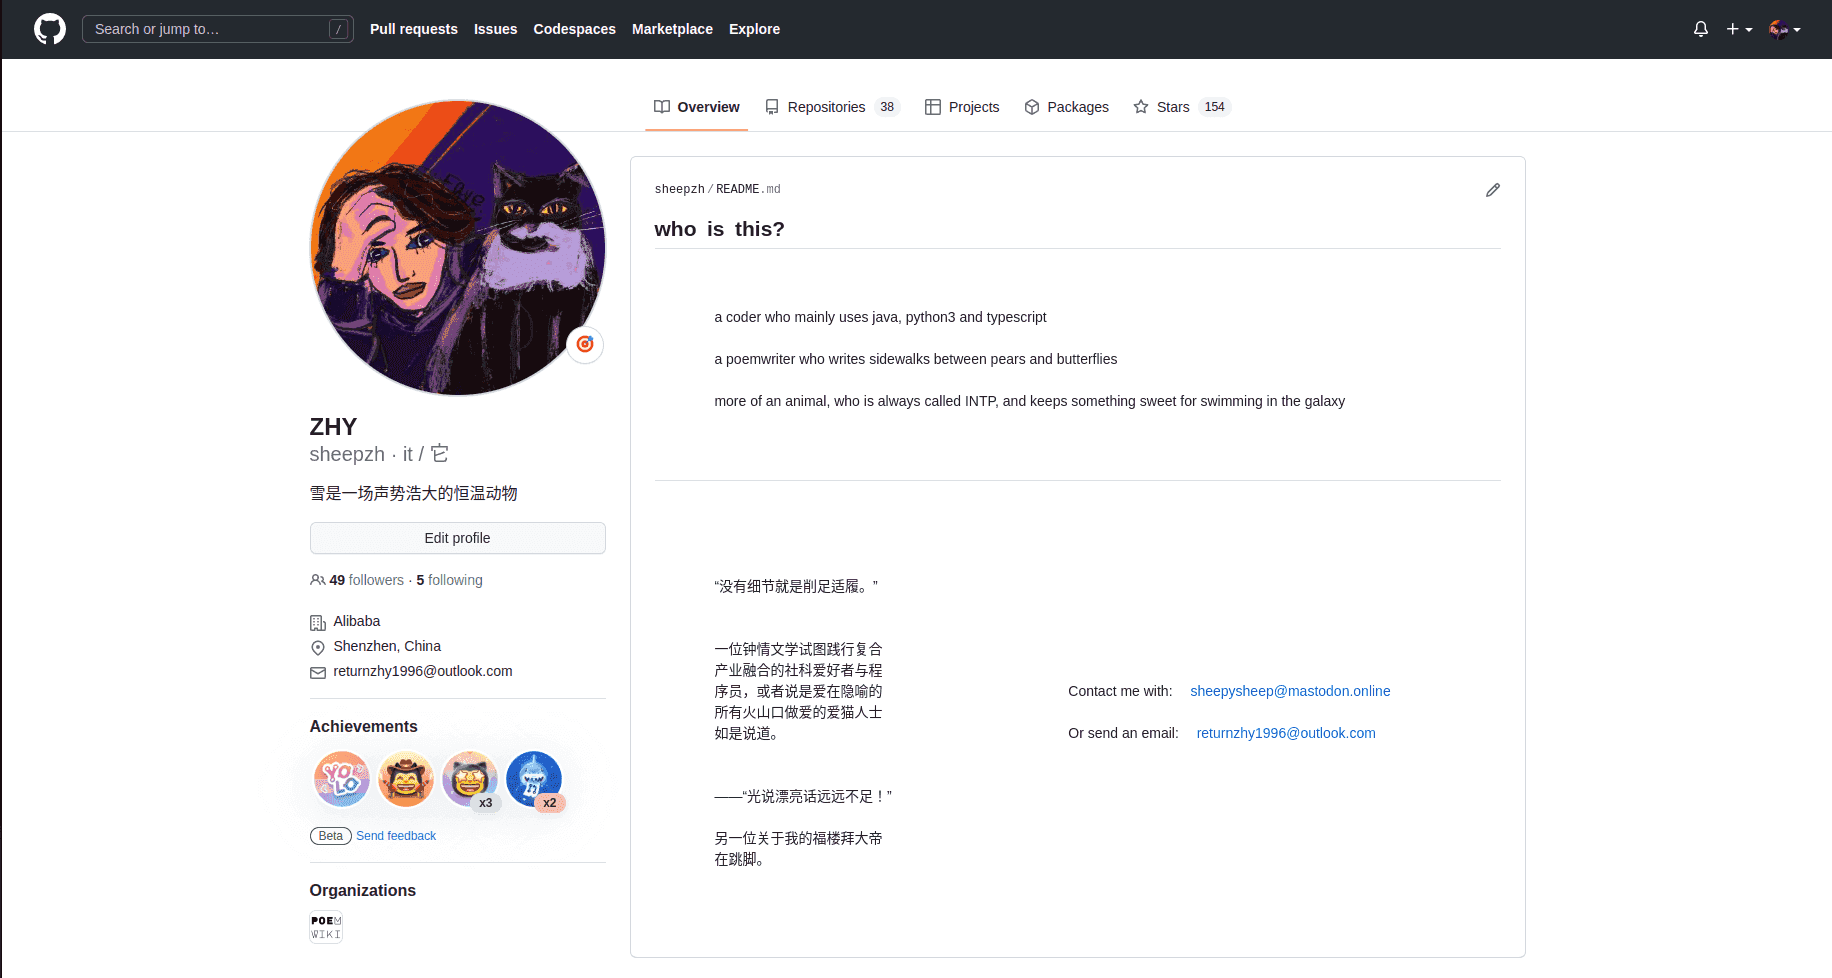 Search or jump to…
/
Pull requests
Issues
Codespaces
Marketplace
Explore
Overview
Repositories 38
Projects
Packages
Stars 154
ZHY
sheepzh · it / 它
雪是一场声势浩大的恒温动物
Edit profile
49 followers · 5 following
Alibaba
Shenzhen, China
returnzhy1996@outlook.com
Achievements
YOLO
x3
x2
Beta Send feedback
Organizations
POEM
WIKI
sheepzh/README.md
who is this?
a coder who mainly uses java, python3 and typescript
a poemwriter who writes sidewalks between pears and butterflies
more of an animal, who is always called INTP, and keeps something sweet for swimming in the galaxy
“没有细节就是削足适履。”
一位钟情文学试图践行复合
产业融合的社科爱好者与程
序员，或者说是爱在隐喻的
所有火山口做爱的爱猫人士
如是说道。
——“光说漂亮话远远不足！”
另一位关于我的福楼拜大帝
在跳脚。
Contact me with: sheepysheep@mastodon.online
Or send an email: returnzhy1996@outlook.com